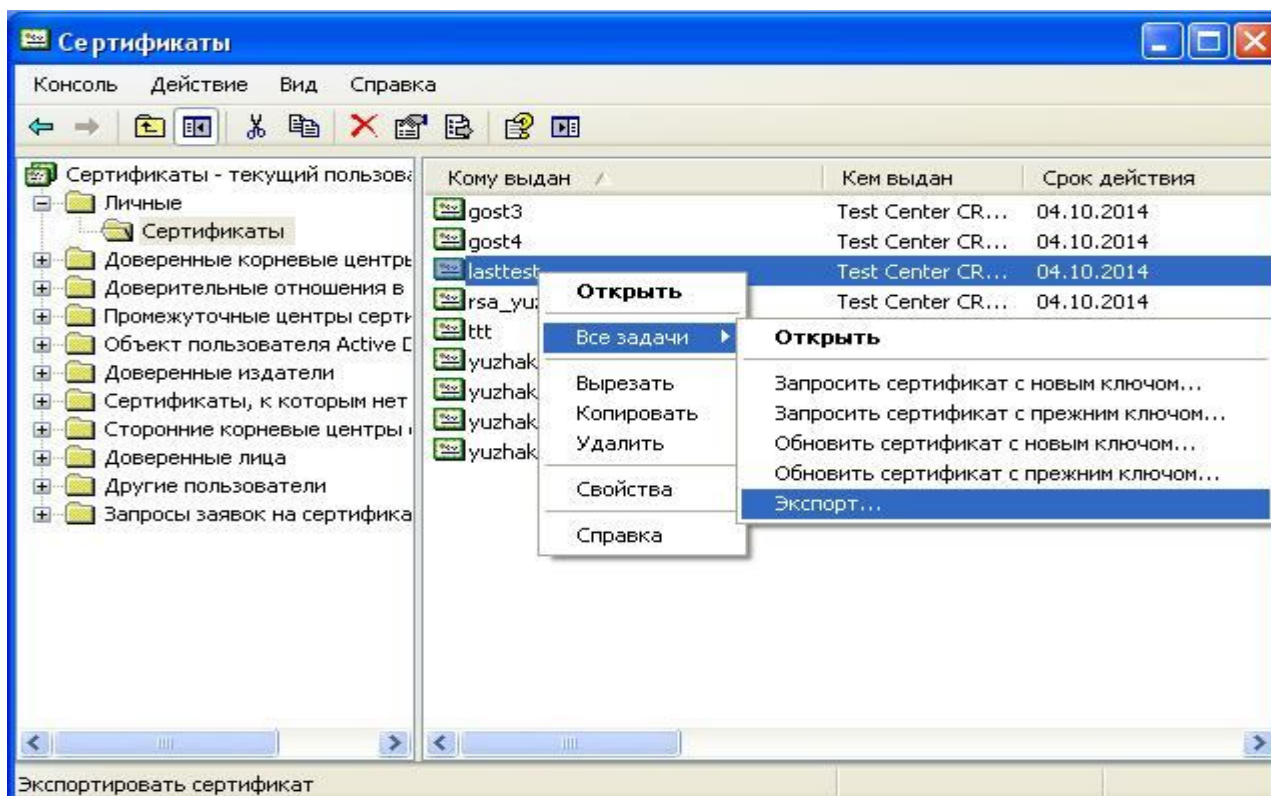 Сертификаты
Консоль Действие Вид Справка
Сертификаты - текущий пользова
Личные
Сертификаты
Доверенные корневые центры
Доверительные отношения в
Промежуточные центры серти
Объект пользователя Active D
Доверенные издатели
Сертификаты, к которым нет
Сторонние корневые центры
Доверенные лица
Другие пользователи
Запросы заявок на сертифика
Кому выдан Кем выдан Срок действия
gost3 Test Center CR... 04.10.2014
gost4 Test Center CR... 04.10.2014
lasttest Test Center CR... 04.10.2014
rsa_yuz Test Center CR... 04.10.2014
ttt
yuzhak
yuzhak
yuzhak
yuzhak
Открыть
Все задачи
Вырезать
Копировать
Удалить
Свойства
Справка
Открыть
Запросить сертификат с новым ключом...
Запросить сертификат с прежним ключом...
Обновить сертификат с новым ключом...
Обновить сертификат с прежним ключом...
Экспорт...
Экспортировать сертификат